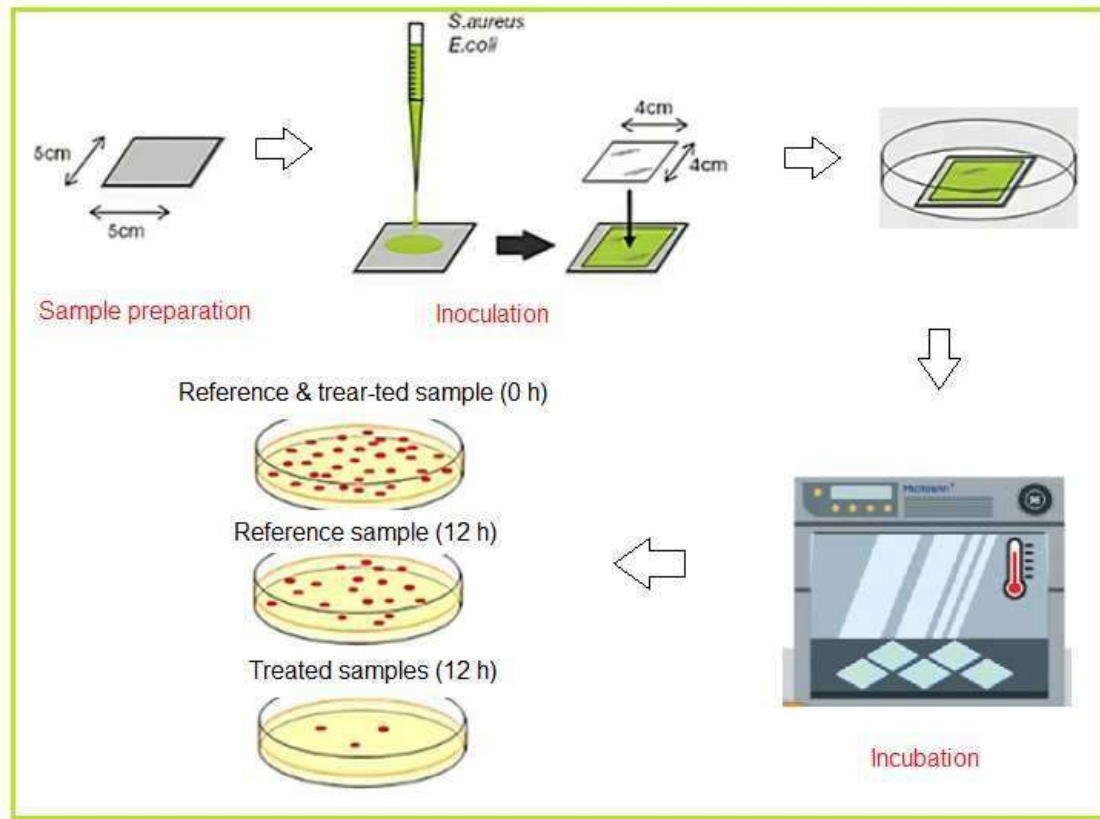 S.aureus
E.coli
5cm
5cm
4cm
4cm
Sample preparation
Inoculation
Reference & trear-ted sample (0 h)
Reference sample (12 h)
Treated samples (12 h)
Incubation